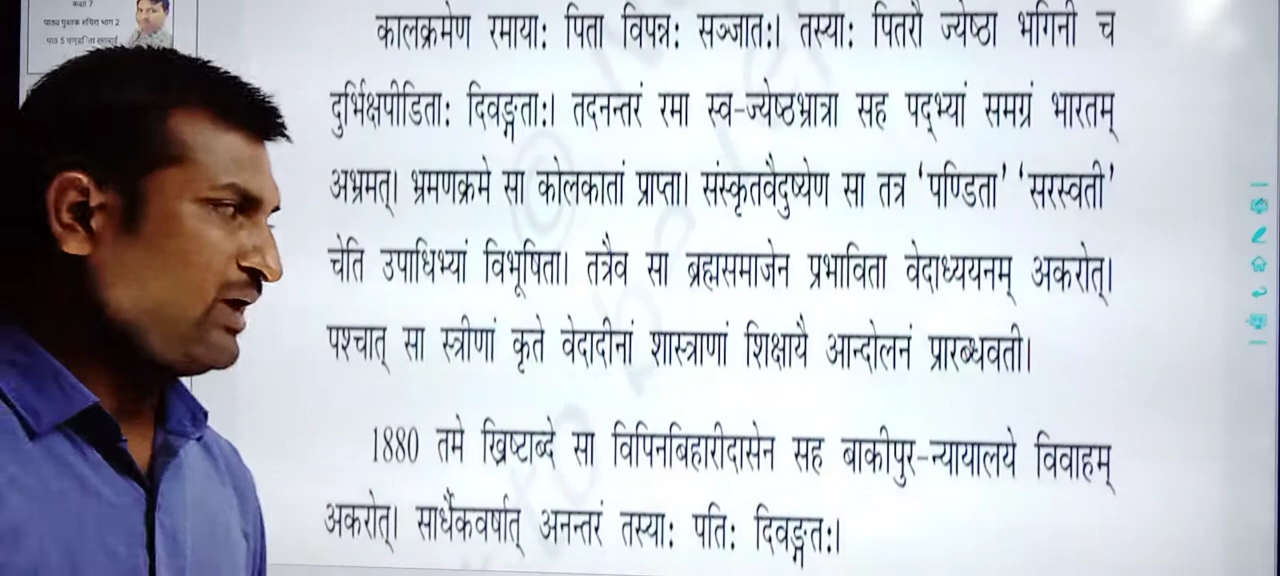 कक्षा 7
पाठ्य पुस्तक रुचिरा भाग 2
पाठ 5
कालक्रमेण रमायाः पिता विपन्नः सञ्जातः। तस्याः पितरौ ज्येष्ठा भगिनी च
दुर्भिक्षपीडिताः दिवङ्गताः। तदनन्तरं रमा स्व-ज्येष्ठभ्रात्रा सह पद्भ्यां समग्रं भारतम्
अभ्रमत्। भ्रमणक्रमे सा कोलकातां प्राप्ता। संस्कृतवैदुष्येण सा तत्र ‘पण्डिता’ ‘सरस्वती’
चेति उपाधिभ्यां विभूषिता। तत्रैव सा ब्रह्मसमाजेन प्रभाविता वेदाध्ययनम् अकरोत्।
पश्चात् सा स्त्रीणां कृते वेदादीनां शास्त्राणां शिक्षायै आन्दोलनं प्रारब्धवती।
1880 तमे ख्रिष्टाब्दे सा विपिनबिहारीदासेन सह बाकीपुर-न्यायालये विवाहम्
अकरोत्। सार्धैकवर्षात् अनन्तरं तस्याः पतिः दिवङ्गतः।